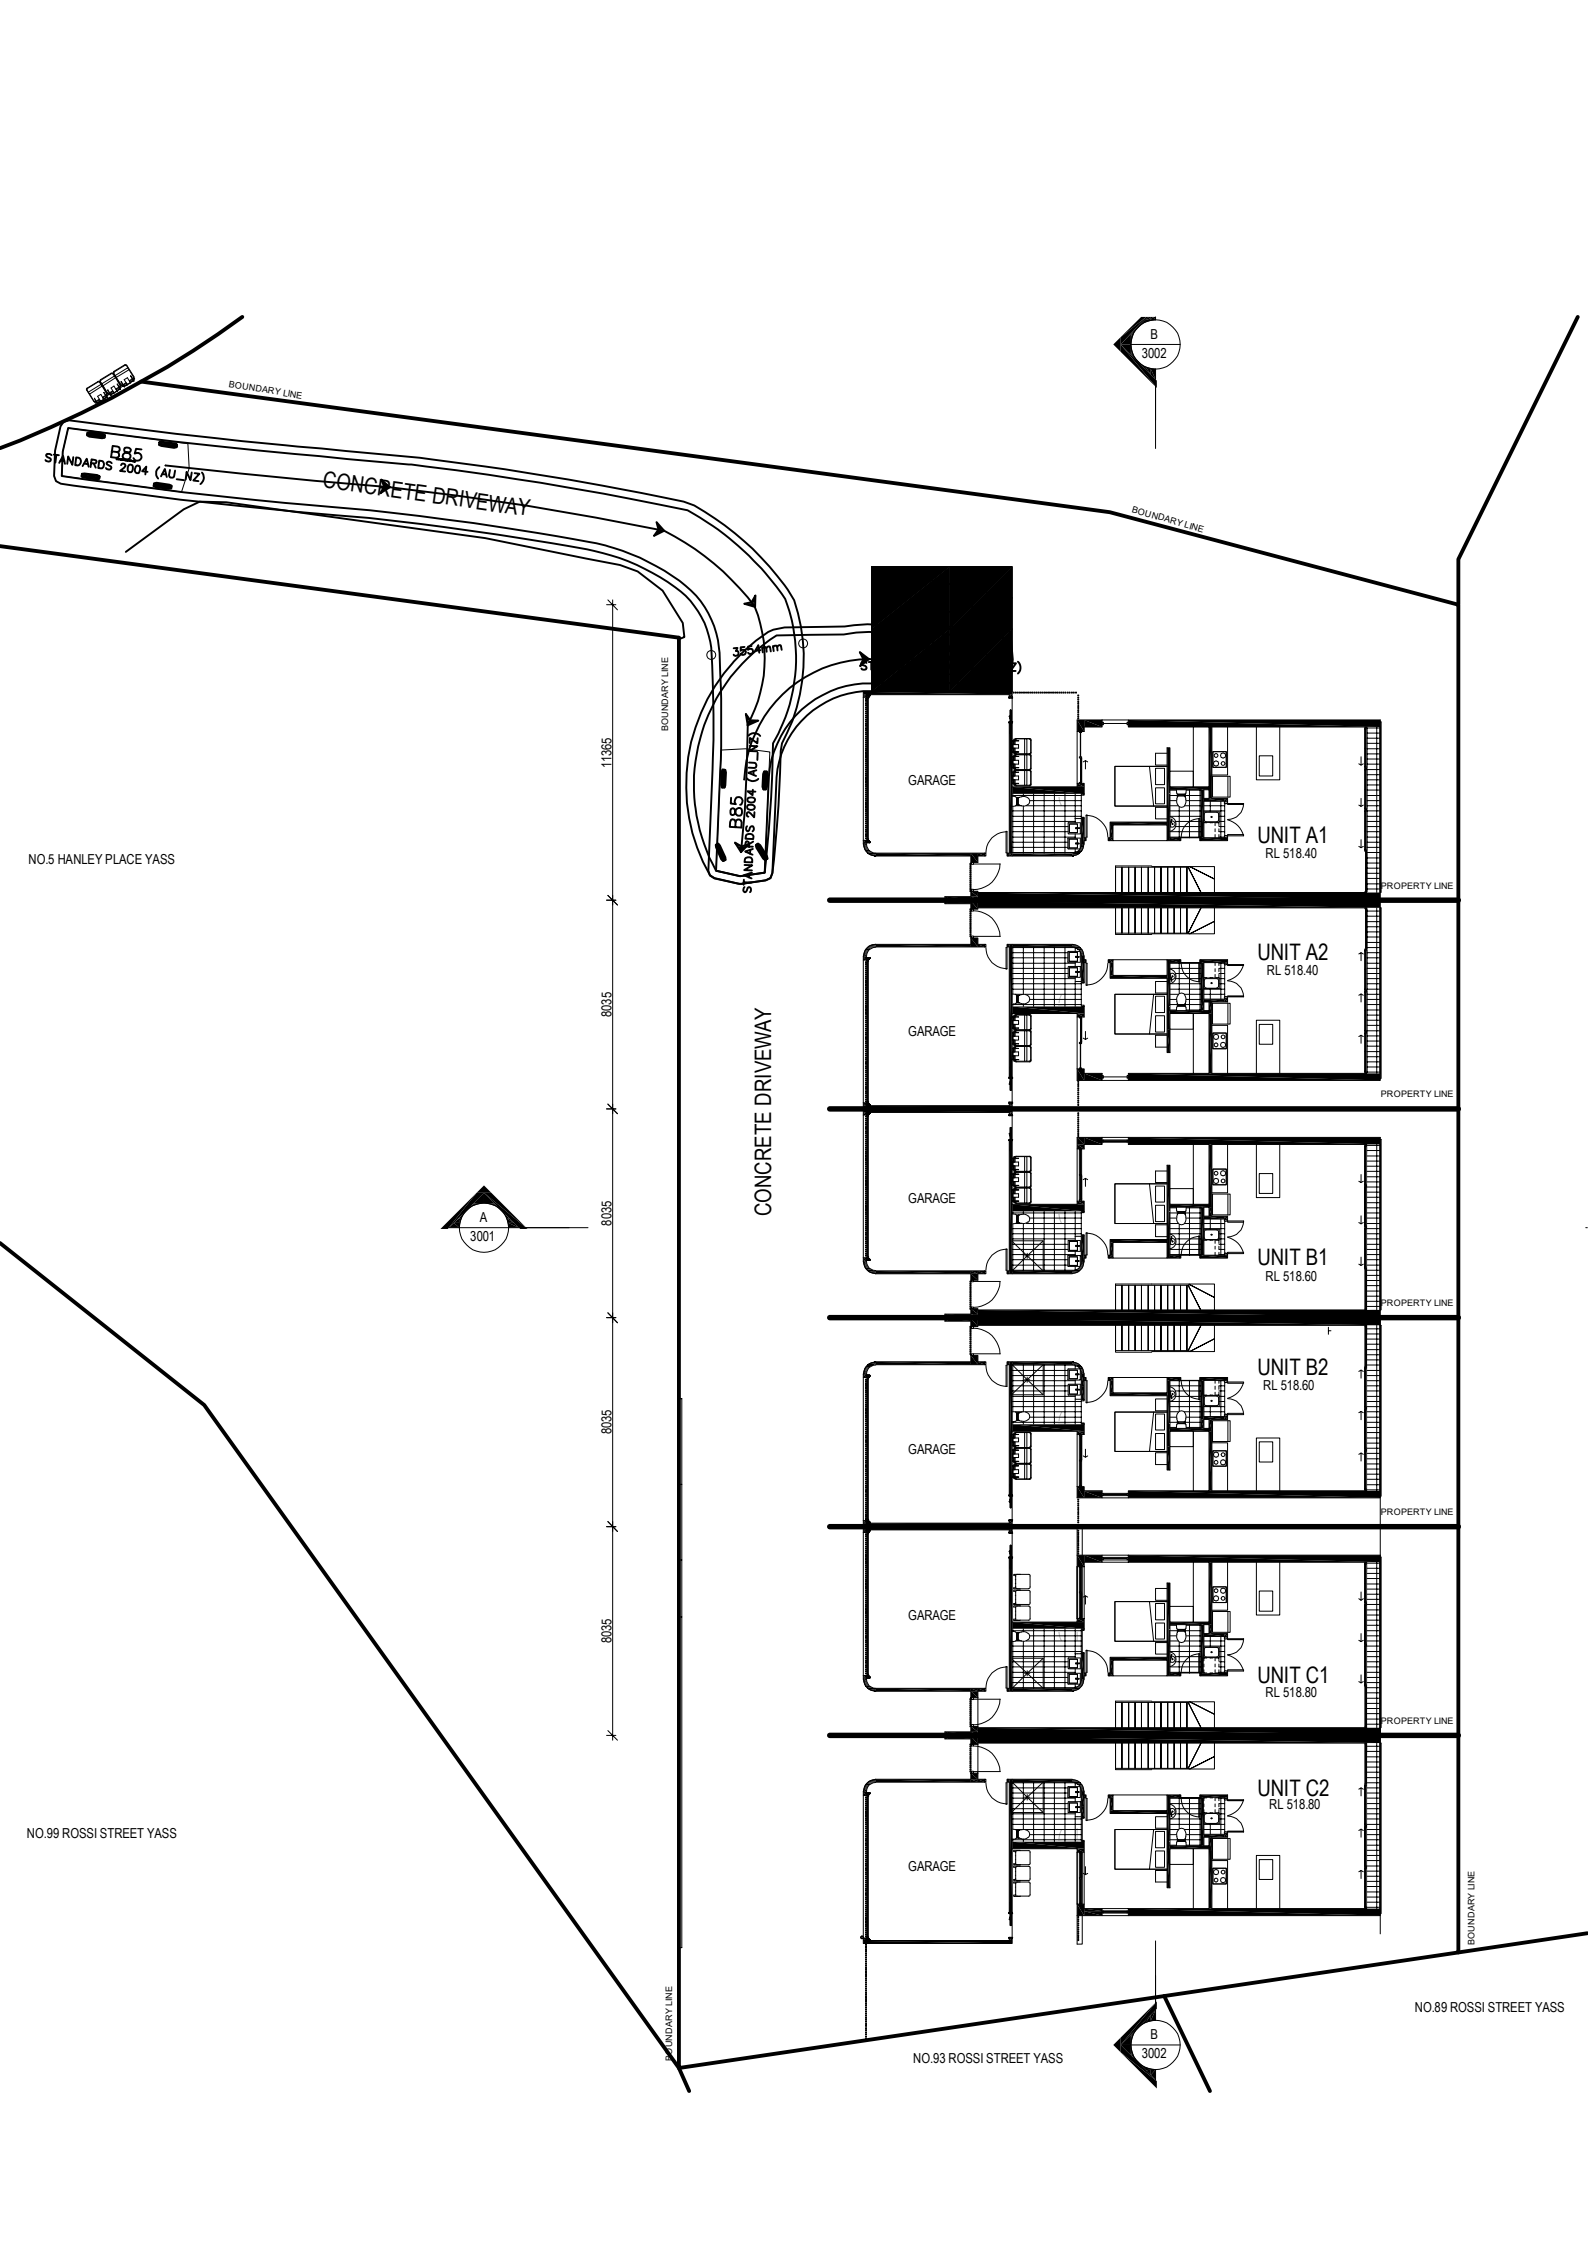 B
3002
BOUNDARY LINE
B85
STANDARDS 2004 (AU_NZ)
CONCRETE DRIVEWAY
BOUNDARY LINE
3554mm
BOUNDARY LINE
11365
B85
STANDARDS 2004 (AU_NZ)
GARAGE
UNIT A1
RL 518.40
NO.5 HANLEY PLACE YASS
PROPERTY LINE
UNIT A2
RL 518.40
8035
GARAGE
CONCRETE DRIVEWAY
PROPERTY LINE
GARAGE
8035
A
3001
UNIT B1
RL 518.60
PROPERTY LINE
UNIT B2
RL 518.60
8035
GARAGE
PROPERTY LINE
GARAGE
8035
UNIT C1
RL 518.80
PROPERTY LINE
UNIT C2
RL 518.80
NO.99 ROSSI STREET YASS
GARAGE
BOUNDARY LINE
BOUNDARY LINE
NO.89 ROSSI STREET YASS
B
3002
NO.93 ROSSI STREET YASS